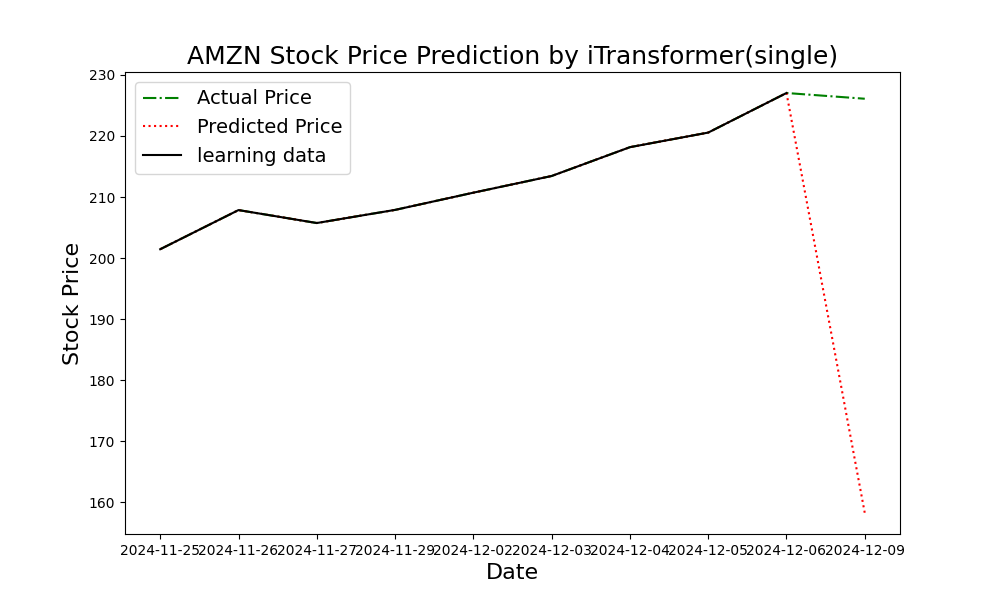 AMZN Stock Price Prediction by iTransformer(single)
Actual Price
Predicted Price
learning data
Stock Price
230
220
210
200
190
180
170
160
2024-11-25 2024-11-26 2024-11-27 2024-11-29 2024-12-02 2024-12-03 2024-12-04 2024-12-05 2024-12-06 2024-12-09
Date